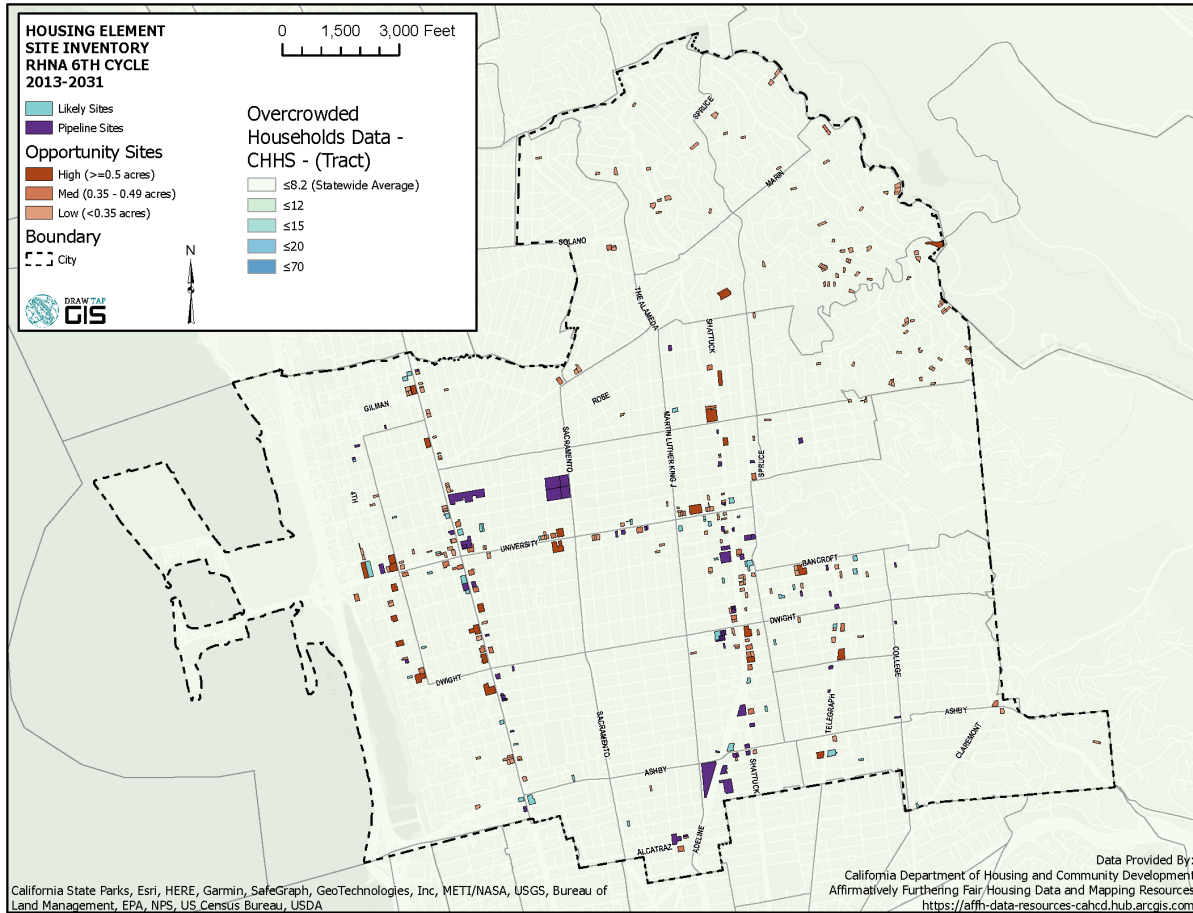 HOUSING ELEMENT
SITE INVENTORY
RHNA 6TH CYCLE
2013-2031
Likely Sites
Pipeline Sites
Opportunity Sites
High (>=0.5 acres)
Med (0.35 - 0.49 acres)
Low (<0.35 acres)
Boundary
City
DRAW TAP
GIS
0 1,500 3,000 Feet
Overcrowded
Households Data -
CHHS - (Tract)
≤8.2 (Statewide Average)
≤12
≤15
≤20
≤70
N
SPRUCE
MARIN
SOLANO
THE ALAMEDA
SHATTUCK
GILMAN
ROSE
SACRAMENTO
MARTIN LUTHER KING J
SPRUCE
4TH
UNIVERSITY
BANCROFT
DWIGHT
DWIGHT
COLLEGE
TELEGRAPH
SACRAMENTO
ASHBY
CLAREMONT
ASHBY
SHATTUCK
ADELINE
ALCATRAZ
California State Parks, Esri, HERE, Garmin, SafeGraph, GeoTechnologies, Inc, METI/NASA, USGS, Bureau of
Land Management, EPA, NPS, US Census Bureau, USDA
Data Provided By:
California Department of Housing and Community Development
Affirmatively Furthering Fair Housing Data and Mapping Resources
https://affh-data-resources-cahcd.hub.arcgis.com